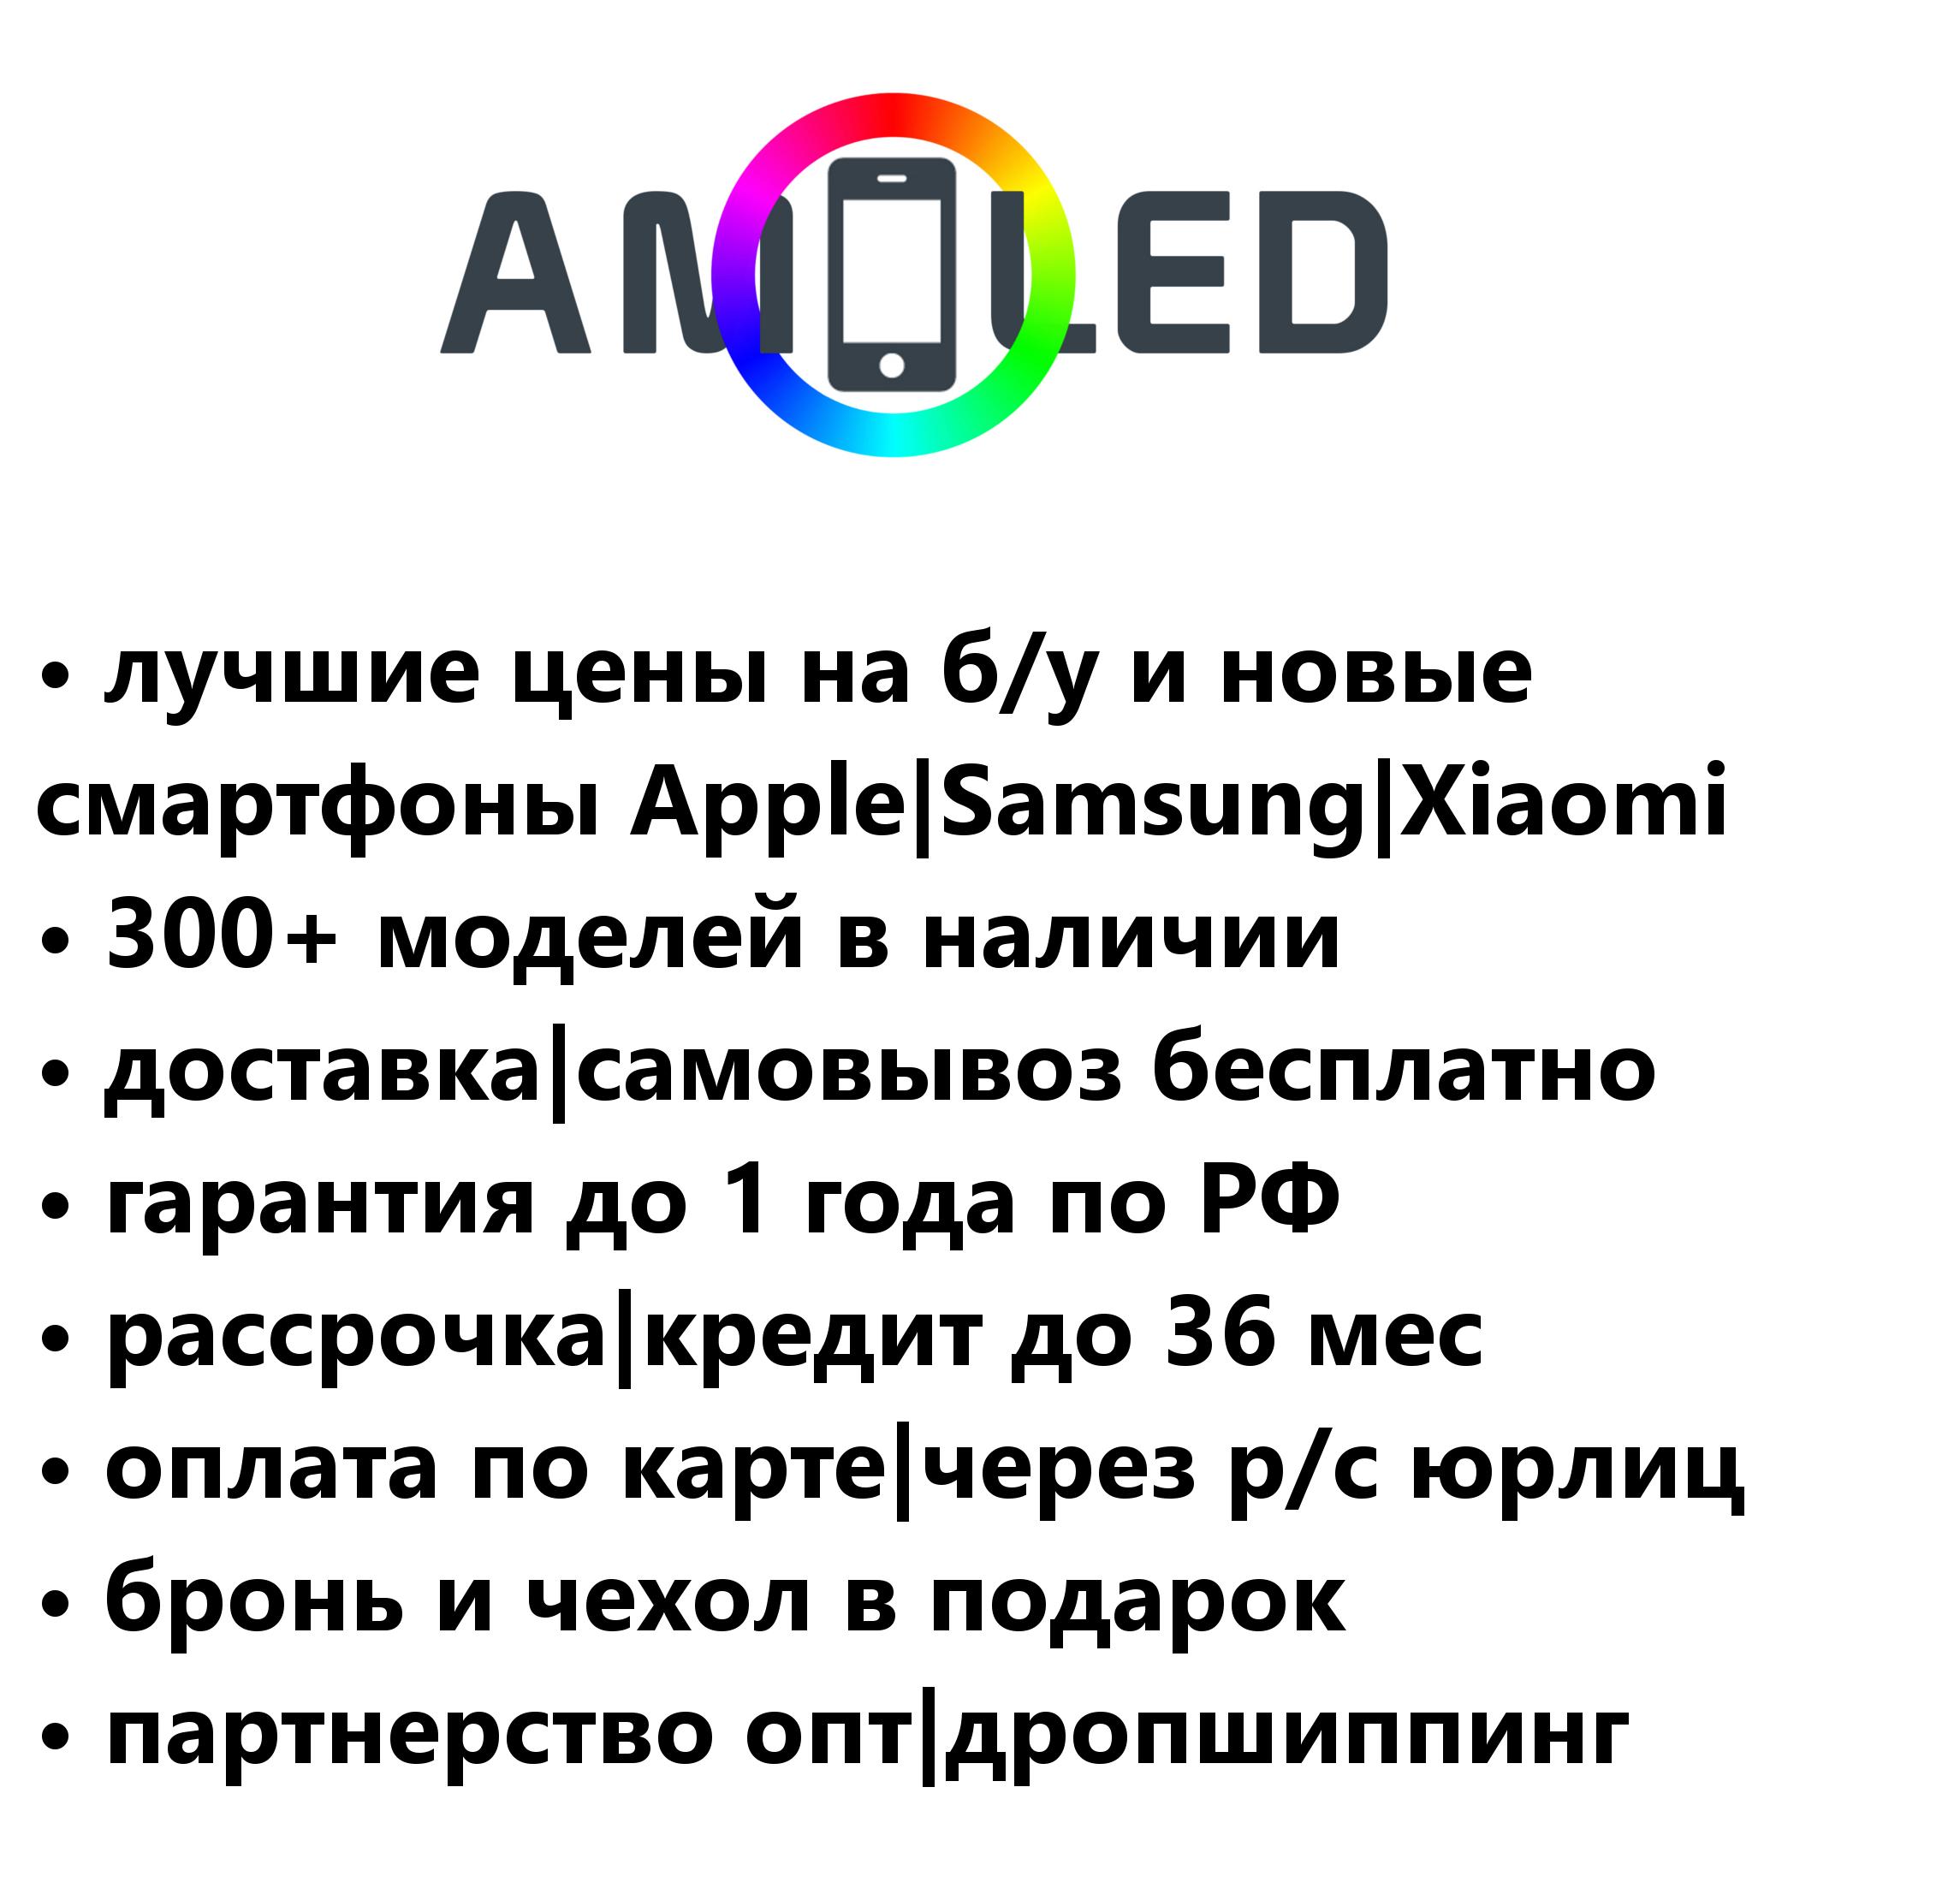 AMOLED
• лучшие цены на б/у и новые
смартфоны Apple|Samsung|Xiaomi
• 300+ моделей в наличии
• доставка|самовывоз бесплатно
• гарантия до 1 года по РФ
• рассрочка|кредит до 36 мес
• оплата по карте|через р/с юрлиц
• бронь и чехол в подарок
• партнерство опт|дропшиппинг